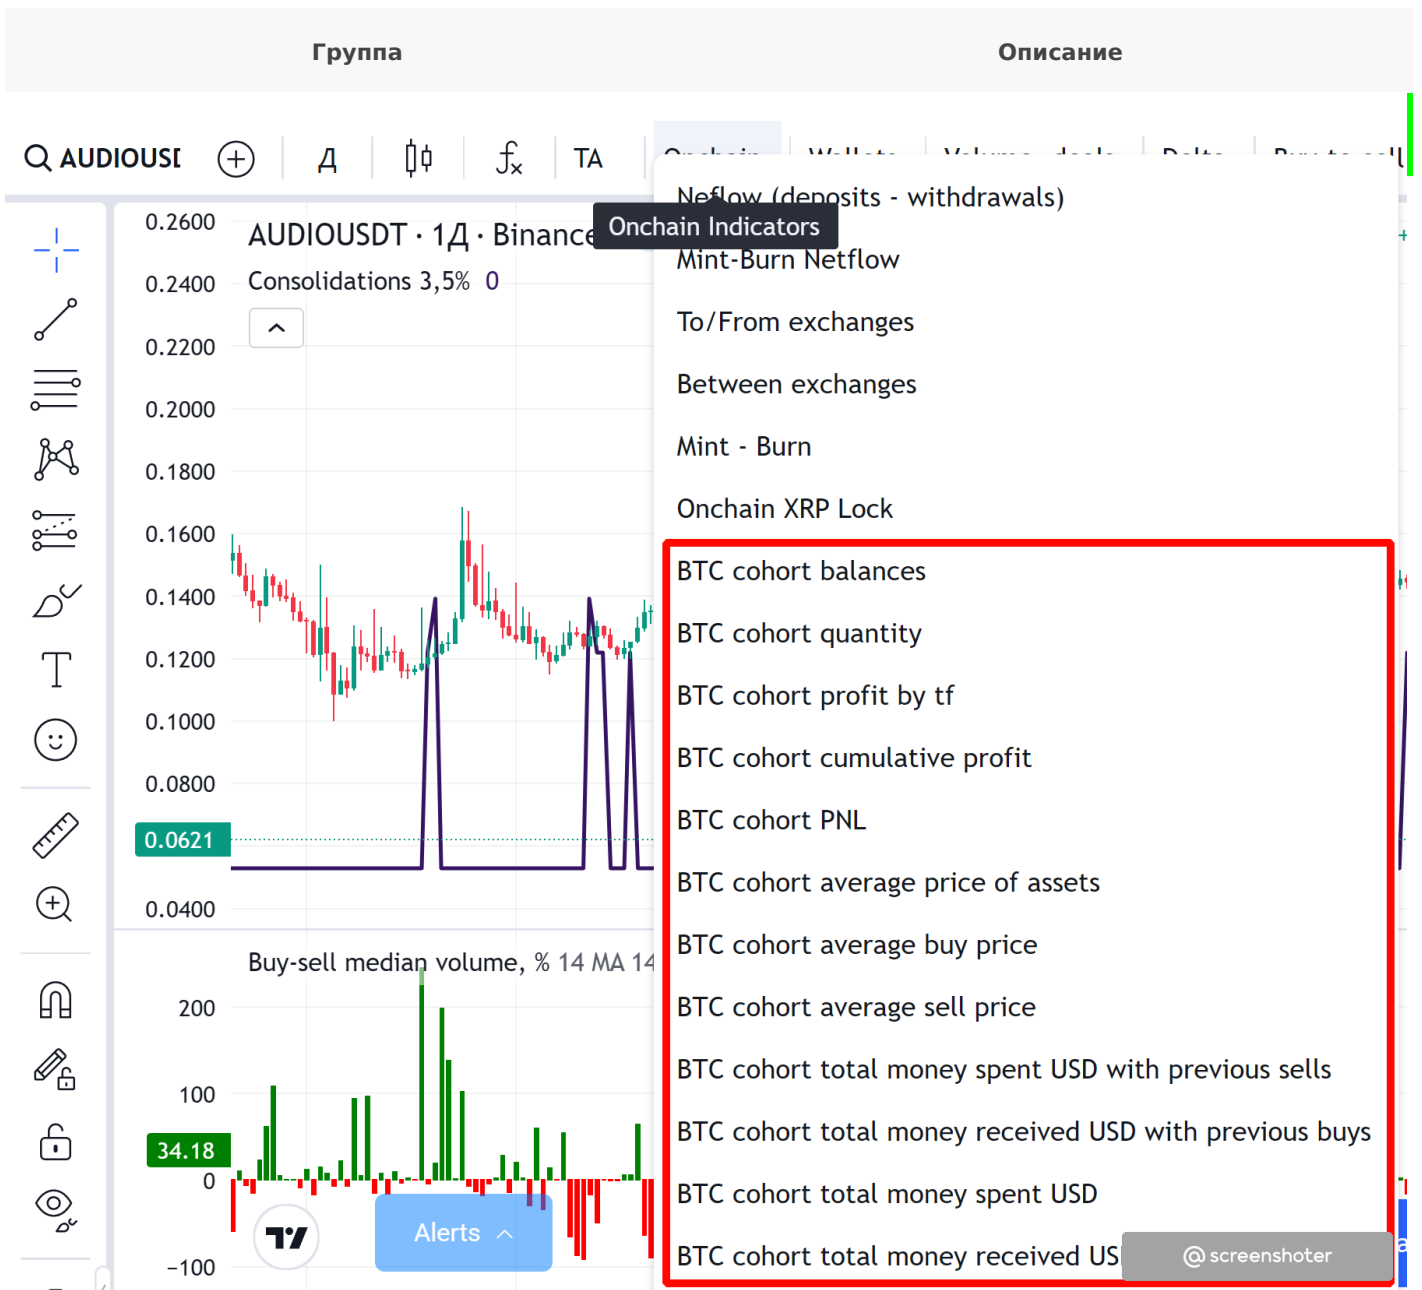 Группа Описание
AUDIOUSI Д TA Onchain Wallets Delta
Neflow (deposits - withdrawals)
Onchain Indicators
Mint-Burn Netflow
To/From exchanges
Between exchanges
Mint - Burn
Onchain XRP Lock
BTC cohort balances
BTC cohort quantity
BTC cohort profit by tf
BTC cohort cumulative profit
BTC cohort PNL
BTC cohort average price of assets
BTC cohort average buy price
BTC cohort average sell price
BTC cohort total money spent USD with previous sells
BTC cohort total money received USD with previous buys
BTC cohort total money spent USD
BTC cohort total money received
@screenshoter
AUDIOUSDT · 1Д · Binance
Consolidations 3,5% 0
0.2600
0.2400
0.2200
0.2000
0.1800
0.1600
0.1400
0.1200
0.1000
0.0800
0.0621
0.0400
Buy-sell median volume, % 14 MA 14
200
100
34.18
0
−100
Alerts